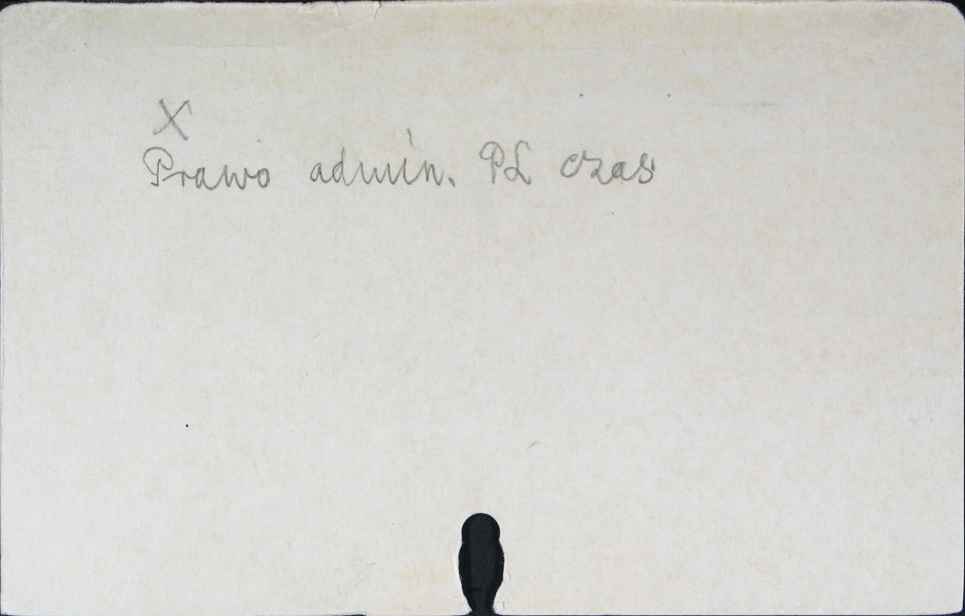 X
Prawo admin. PL czas